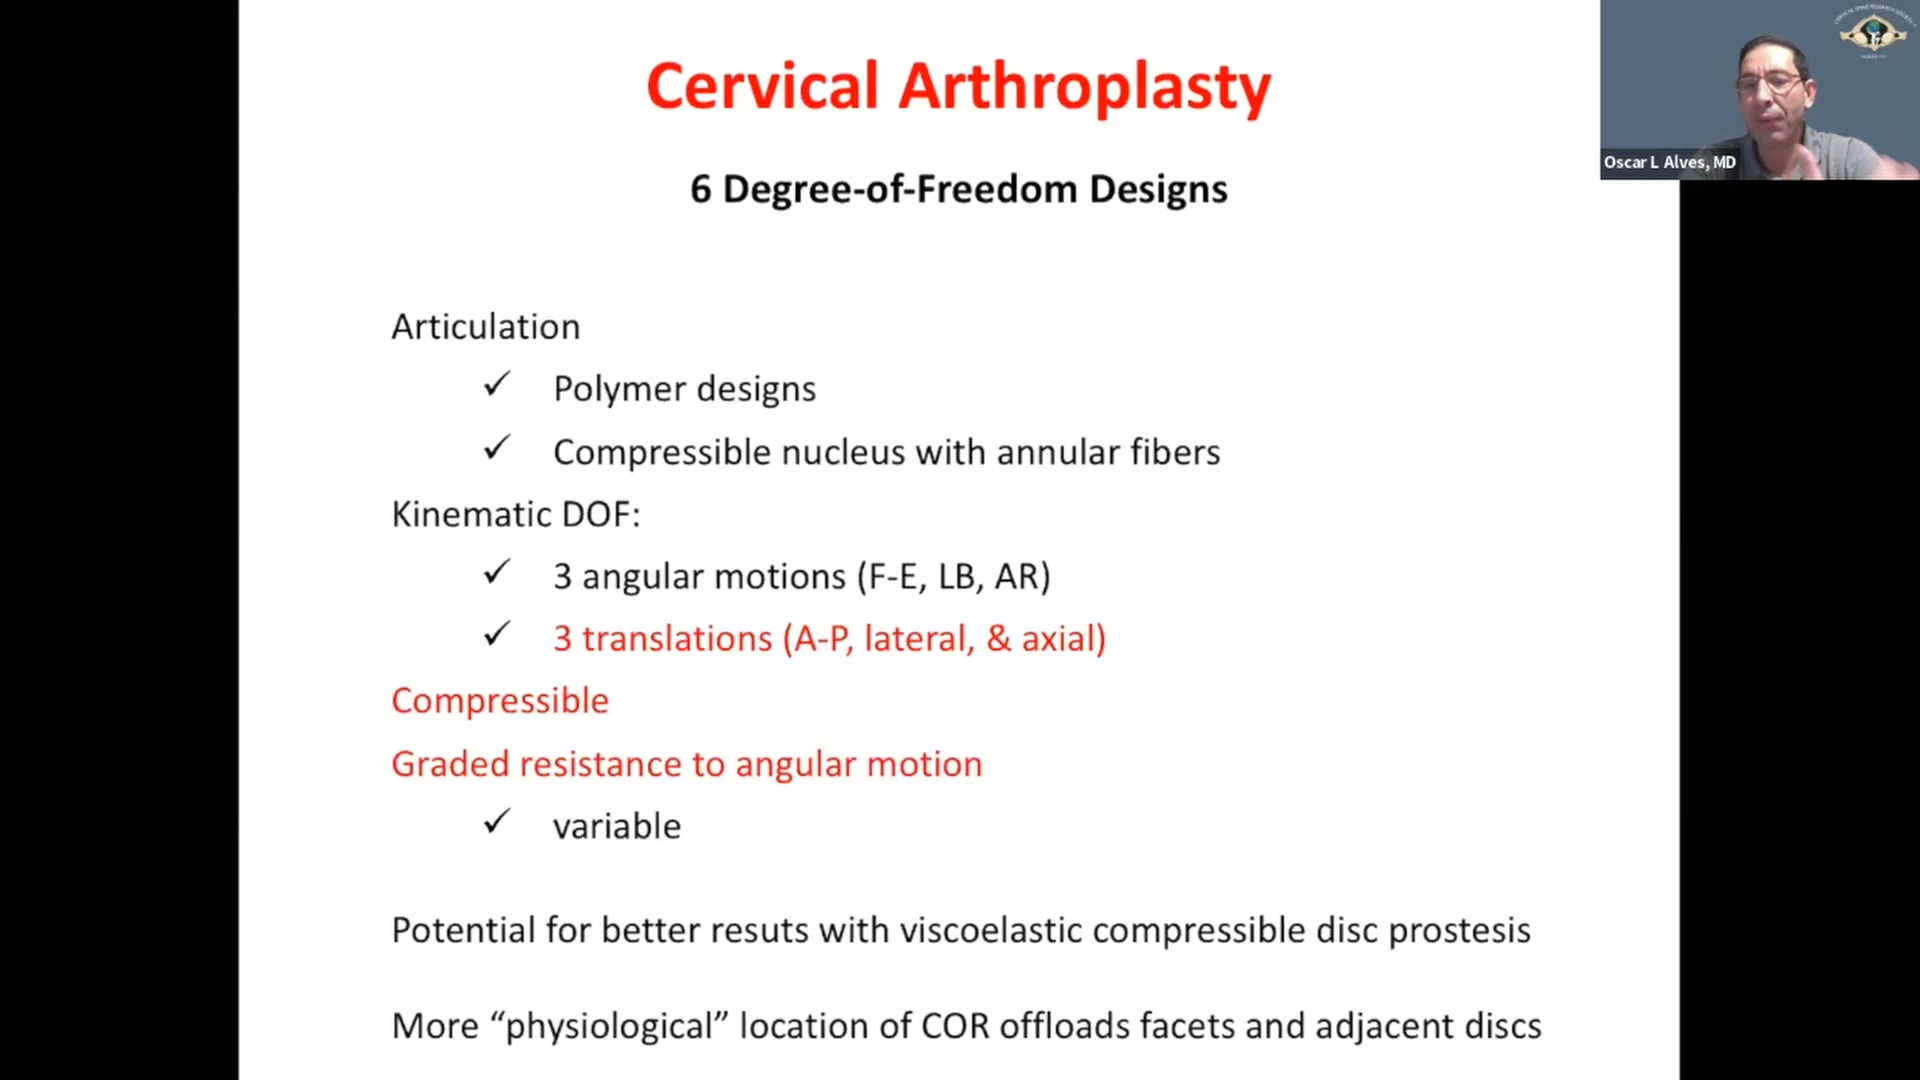 Cervical Arthroplasty
Oscar L Alves, MD
6 Degree-of-Freedom Designs
Articulation
✓ Polymer designs
✓ Compressible nucleus with annular fibers
Kinematic DOF:
✓ 3 angular motions (F-E, LB, AR)
✓ 3 translations (A-P, lateral, & axial)
Compressible
Graded resistance to angular motion
✓ variable
Potential for better resuts with viscoelastic compressible disc prostesis
More “physiological” location of COR offloads facets and adjacent discs